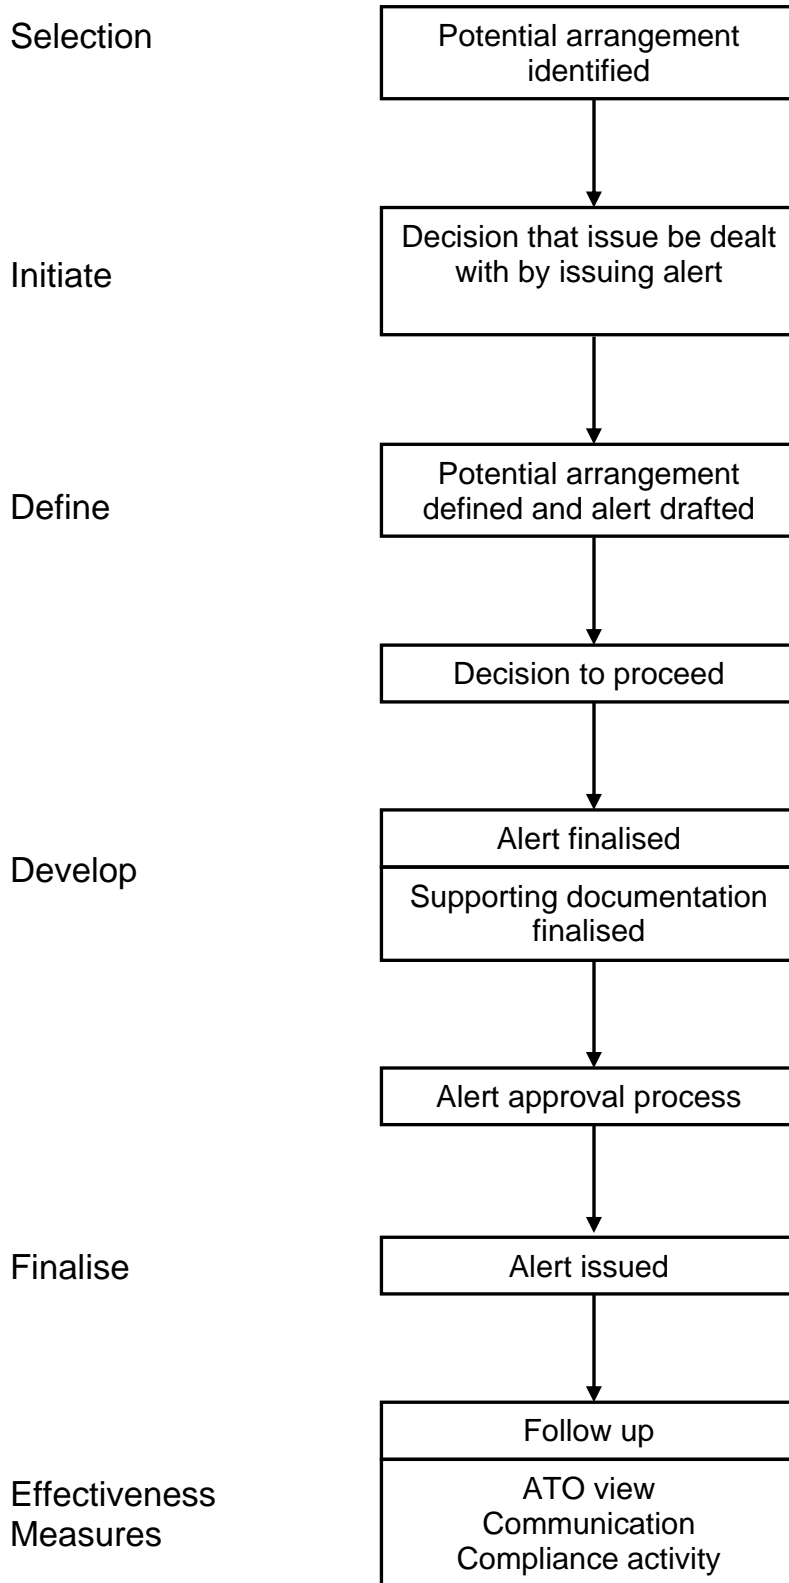 Selection
Potential arrangement
identified
Initiate
Decision that issue be dealt
with by issuing alert
Define
Potential arrangement
defined and alert drafted
Decision to proceed
Develop
Alert finalised
Supporting documentation
finalised
Alert approval process
Finalise
Alert issued
Effectiveness
Measures
Follow up
ATO view
Communication
Compliance activity